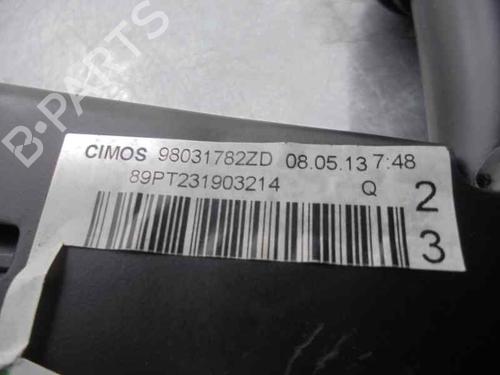 B-PARTS
CIMOS 98031782ZD 08.05.13 7:48
89PT231903214 Q 2
3